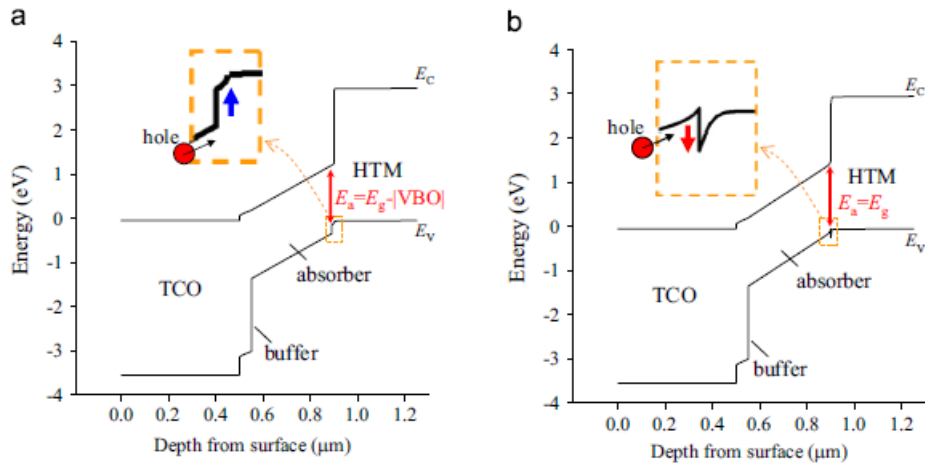 a
4
3
2
1
0
-1
-2
-3
-4
Energy (eV)
hole
E_C
HTM
E_a=E_g-|VBO|
E_V
absorber
TCO
buffer
0.0 0.2 0.4 0.6 0.8 1.0 1.2
Depth from surface (μm)
b
4
3
2
1
0
-1
-2
-3
-4
Energy (eV)
hole
E_C
HTM
E_a=E_g
E_V
absorber
TCO
buffer
0.0 0.2 0.4 0.6 0.8 1.0 1.2
Depth from surface (μm)